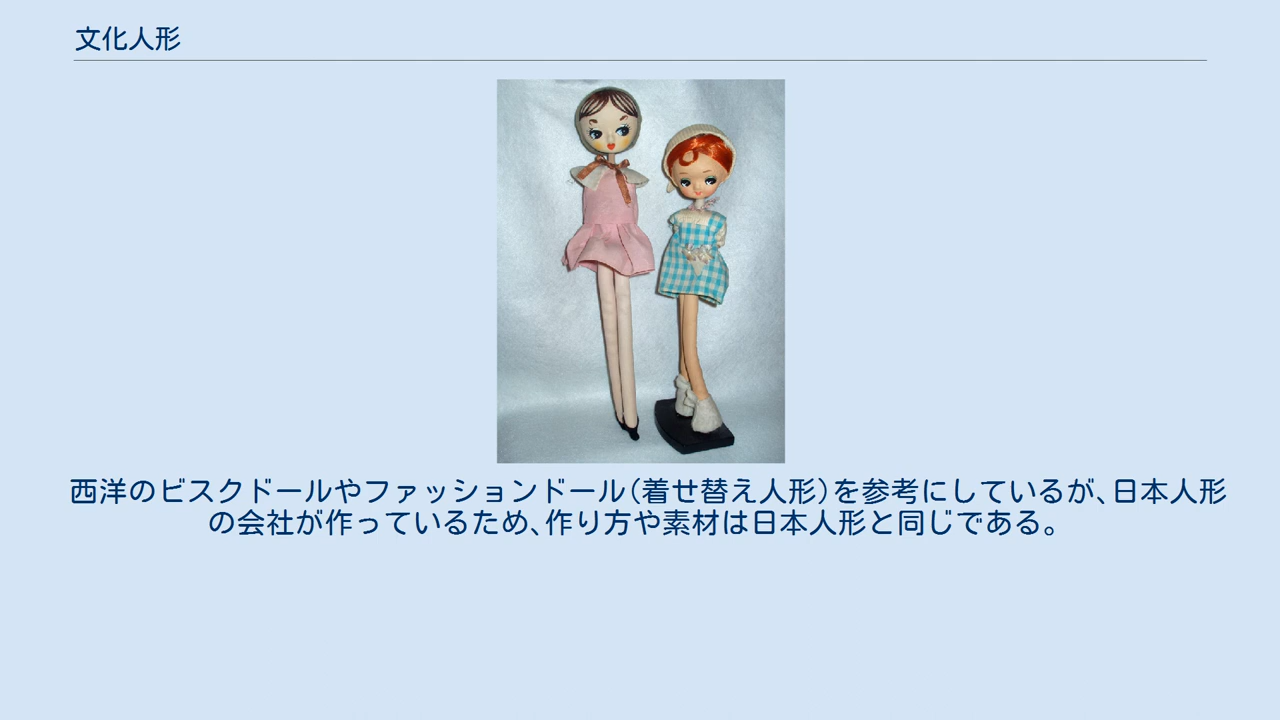 文化人形
西洋のビスクドールやファッションドール(着せ替え人形)を参考にしているが、日本人形
の会社が作っているため、作り方や素材は日本人形と同じである。